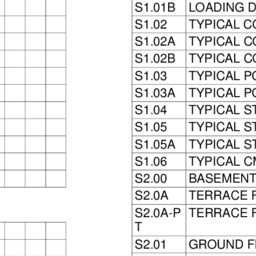 S1.01B LOADING D
S1.02 TYPICAL CO
S1.02A TYPICAL CO
S1.02B TYPICAL CO
S1.03 TYPICAL PO
S1.03A TYPICAL PO
S1.04 TYPICAL ST
S1.05 TYPICAL ST
S1.05A TYPICAL ST
S1.06 TYPICAL CM
S2.00 BASEMENT
S2.0A TERRACE F
S2.0A-P TERRACE F
T
S2.01 GROUND F